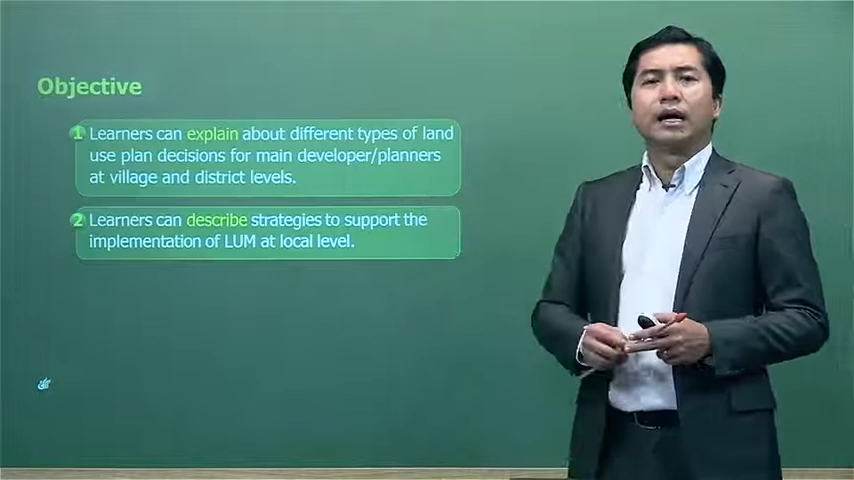 Objective
1 Learners can explain about different types of land
use plan decisions for main developer/planners
at village and district levels.
2 Learners can describe strategies to support the
implementation of LUM at local level.